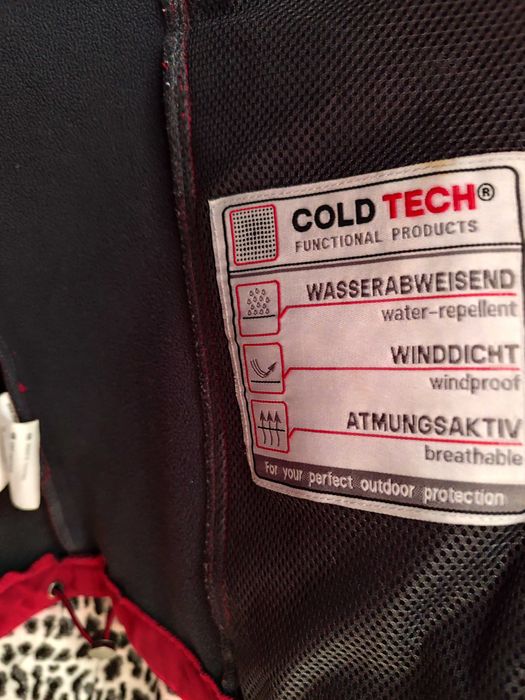 COLD TECH®
FUNCTIONAL PRODUCTS
WASSERABWEISEND
water-repellent
WINDDICHT
windproof
ATMUNGSAKTIV
breathable
For your perfect outdoor protection